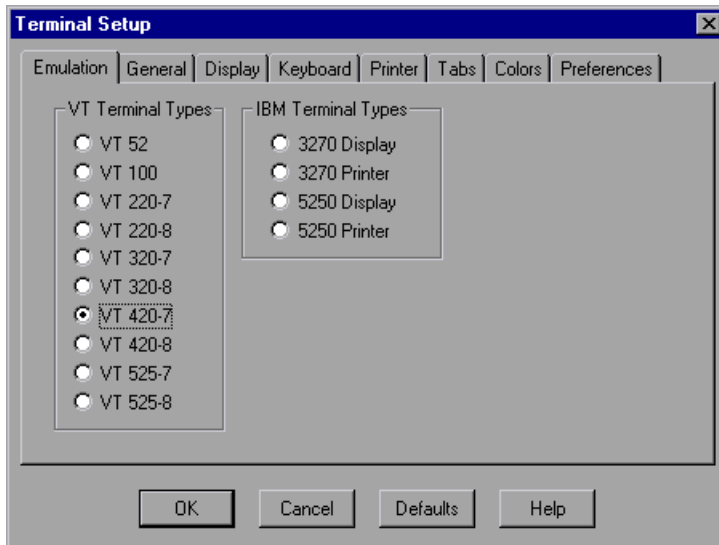 Terminal Setup
Emulation General Display Keyboard Printer Tabs Colors Preferences
VT Terminal Types
VT 52
VT 100
VT 220-7
VT 220-8
VT 320-7
VT 320-8
VT 420-7
VT 420-8
VT 525-7
VT 525-8
IBM Terminal Types
3270 Display
3270 Printer
5250 Display
5250 Printer
OK Cancel Defaults Help